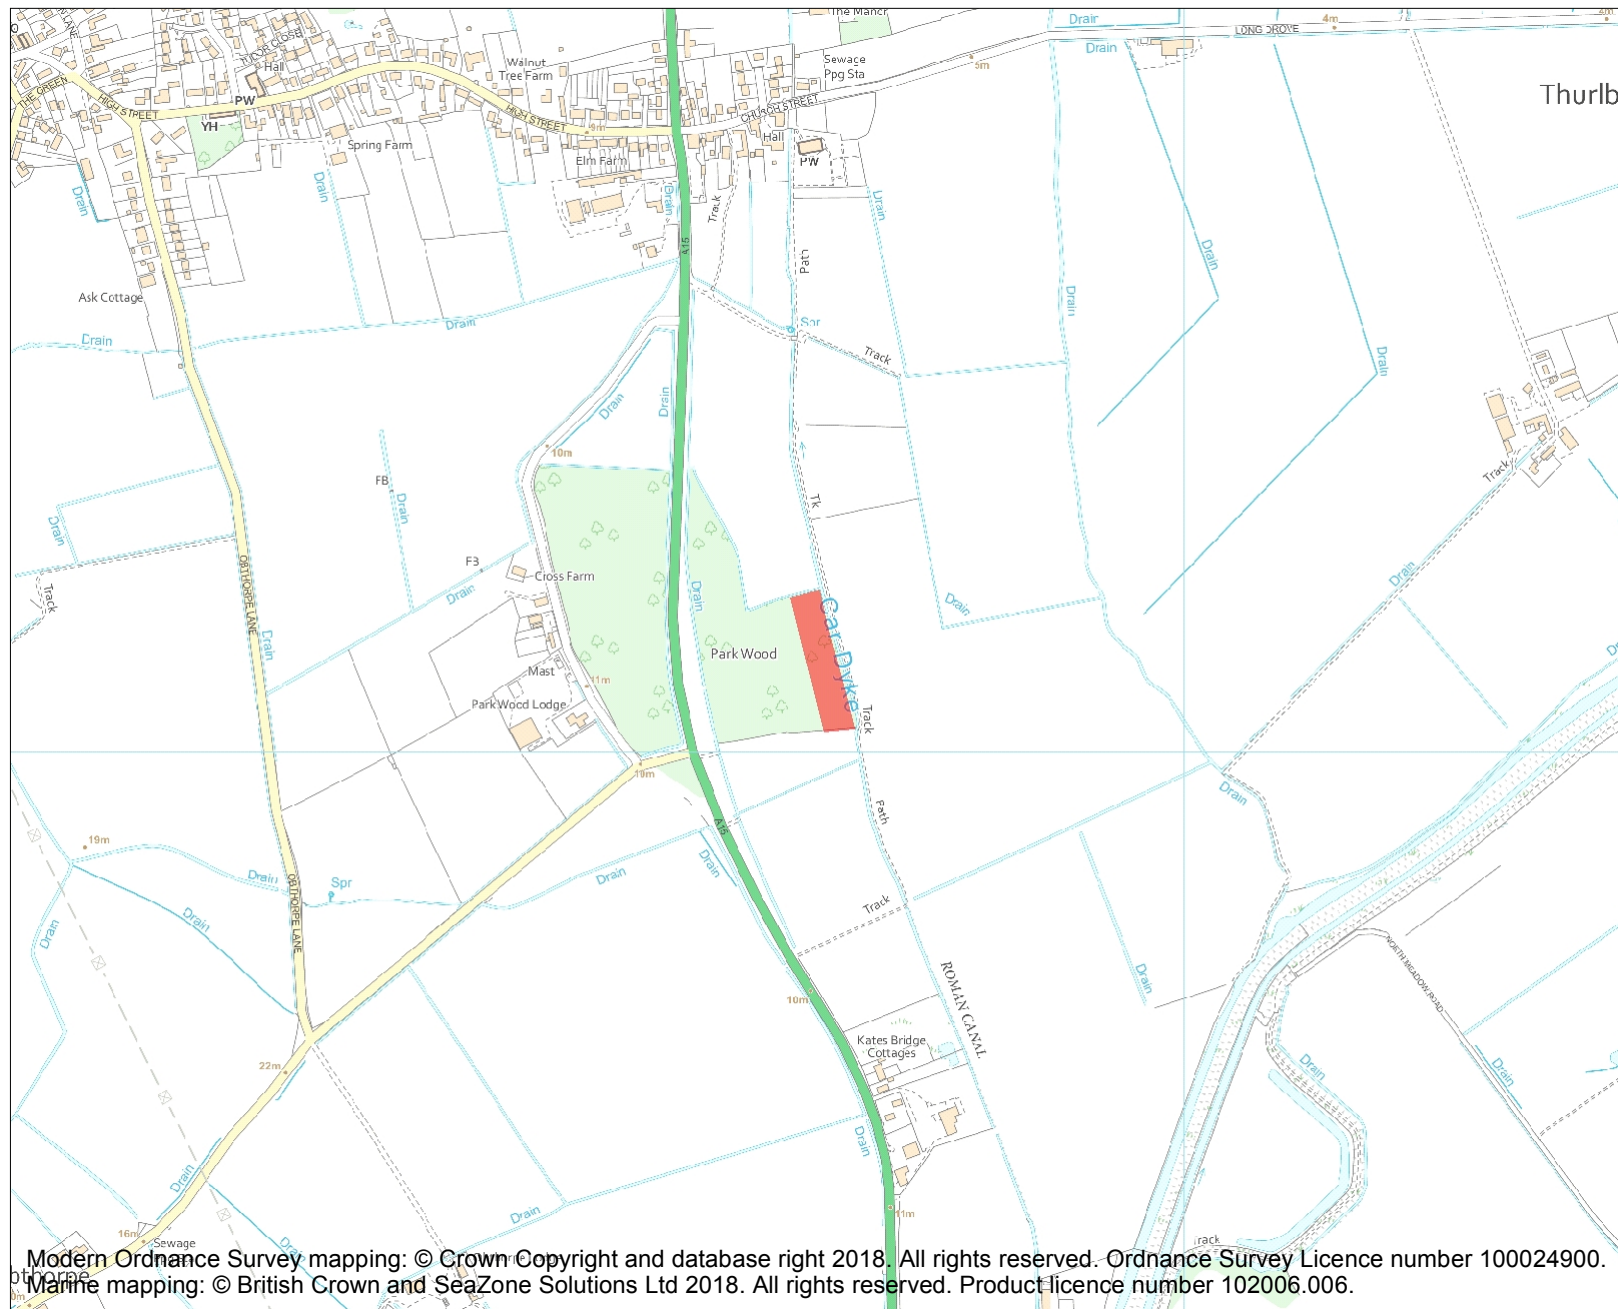 The Manor
Drain
4m
LONG DROVE
THE GREEN
HIGH STREET
Hall
PW
YH
Walnut
Tree Farm
HIGH STREET
9m
Sewage
Ppg Sta
5m
Drain
Thurlb
CHURCH STREET
Hall
PW
Spring Farm
Elm Farm
Drain
Drain
Drain
Track
Drain
A15
Path
Drain
Ask Cottage
Drain
Drain
Drain
Spr
Track
Drain
Drain
Drain
10m
FB
Drain
Drain
Tk
Track
OBTHORPE LANE
Track
Drain
Drain
Cross Farm
Drain
Drain
Drain
Car Dyke
Park Wood
Mast
11m
Park Wood Lodge
Track
19m
Drain
Path
A15
19m
Drain
Spr
Drain
Drain
OBTHORPE LANE
Drain
Drain
Track
NORTH MEADOW ROAD
ROMAN CANAL
Drain
10m
Kates Bridge
Cottages
22m
Drain
Drain
Drain
Drain
Drain
11m
16m
Sewage
Drain
rack
Modern Ordnance Survey mapping: © Crown Copyright and database right 2018. All rights reserved. Ordnance Survey Licence number 100024900.
Marine mapping: © British Crown and SeaZone Solutions Ltd 2018. All rights reserved. Product licence number 102006.006.
bthorpe